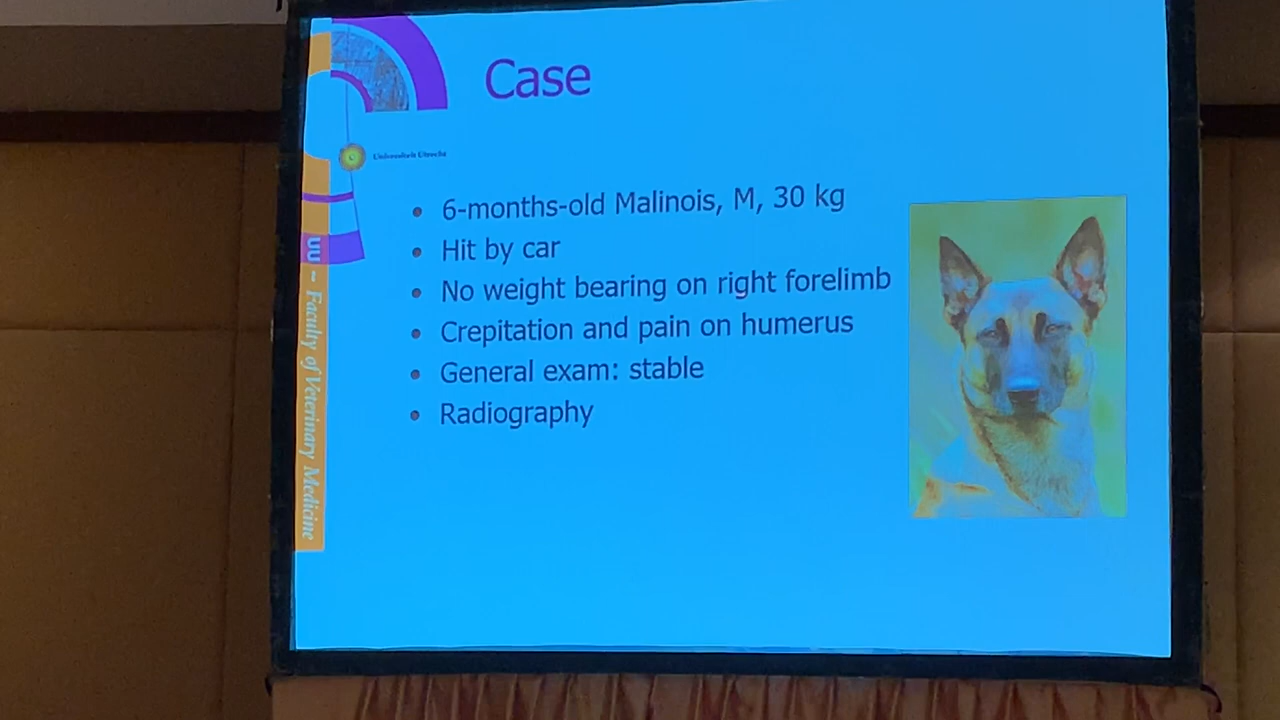 Case
Universiteit Utrecht
• 6-months-old Malinois, M, 30 kg
• Hit by car
• No weight bearing on right forelimb
• Crepitation and pain on humerus
• General exam: stable
• Radiography
UU - Faculty of Veterinary Medicine